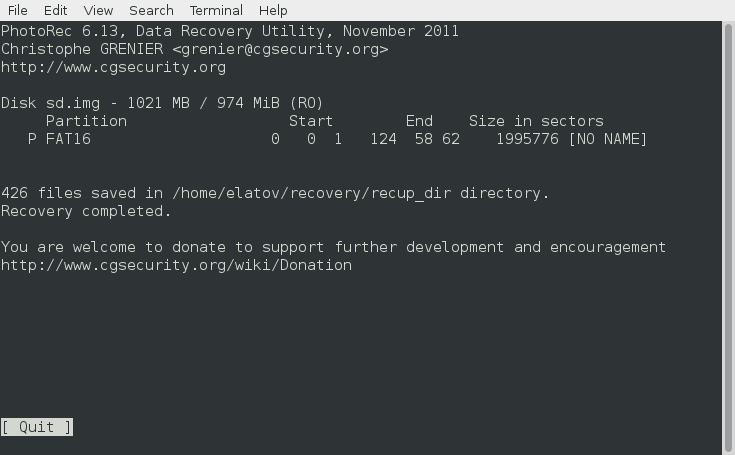 File Edit View Search Terminal Help
PhotoRec 6.13, Data Recovery Utility, November 2011
Christophe GRENIER <grenier@cgsecurity.org>
http://www.cgsecurity.org
Disk sd.img - 1021 MB / 974 MiB (RO)
     Partition                  Start        End    Size in sectors
   P FAT16                    0   0  1   124  58 62    1995776 [NO NAME]
426 files saved in /home/elatov/recovery/recup_dir directory.
Recovery completed.
You are welcome to donate to support further development and encouragement
http://www.cgsecurity.org/wiki/Donation
[ Quit ]